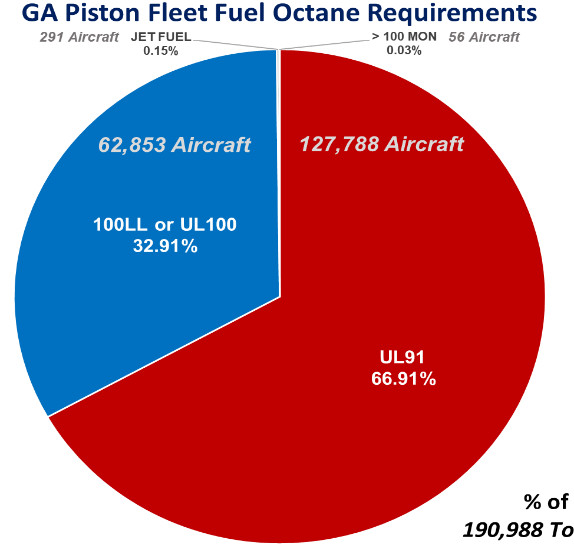 GA Piston Fleet Fuel Octane Requirements
291 Aircraft JET FUEL > 100 MON 56 Aircraft
0.15% 0.03%
62,853 Aircraft 127,788 Aircraft
100LL or UL100
32.91%
UL91
66.91%
% of
190,988 To